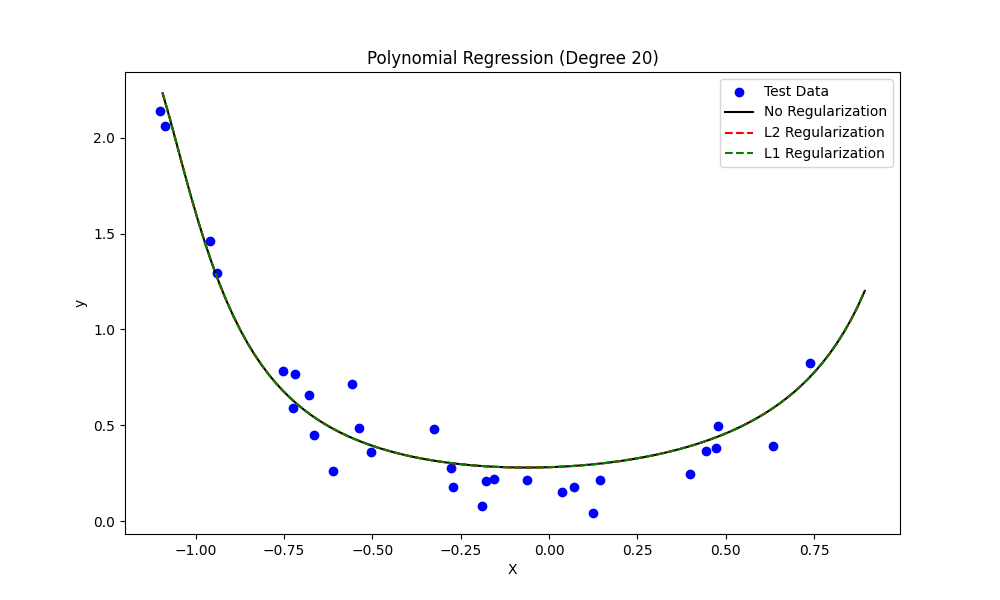 Polynomial Regression (Degree 20)
Test Data
No Regularization
L2 Regularization
L1 Regularization
y
2.0
1.5
1.0
0.5
0.0
−1.00 −0.75 −0.50 −0.25 0.00 0.25 0.50 0.75
X